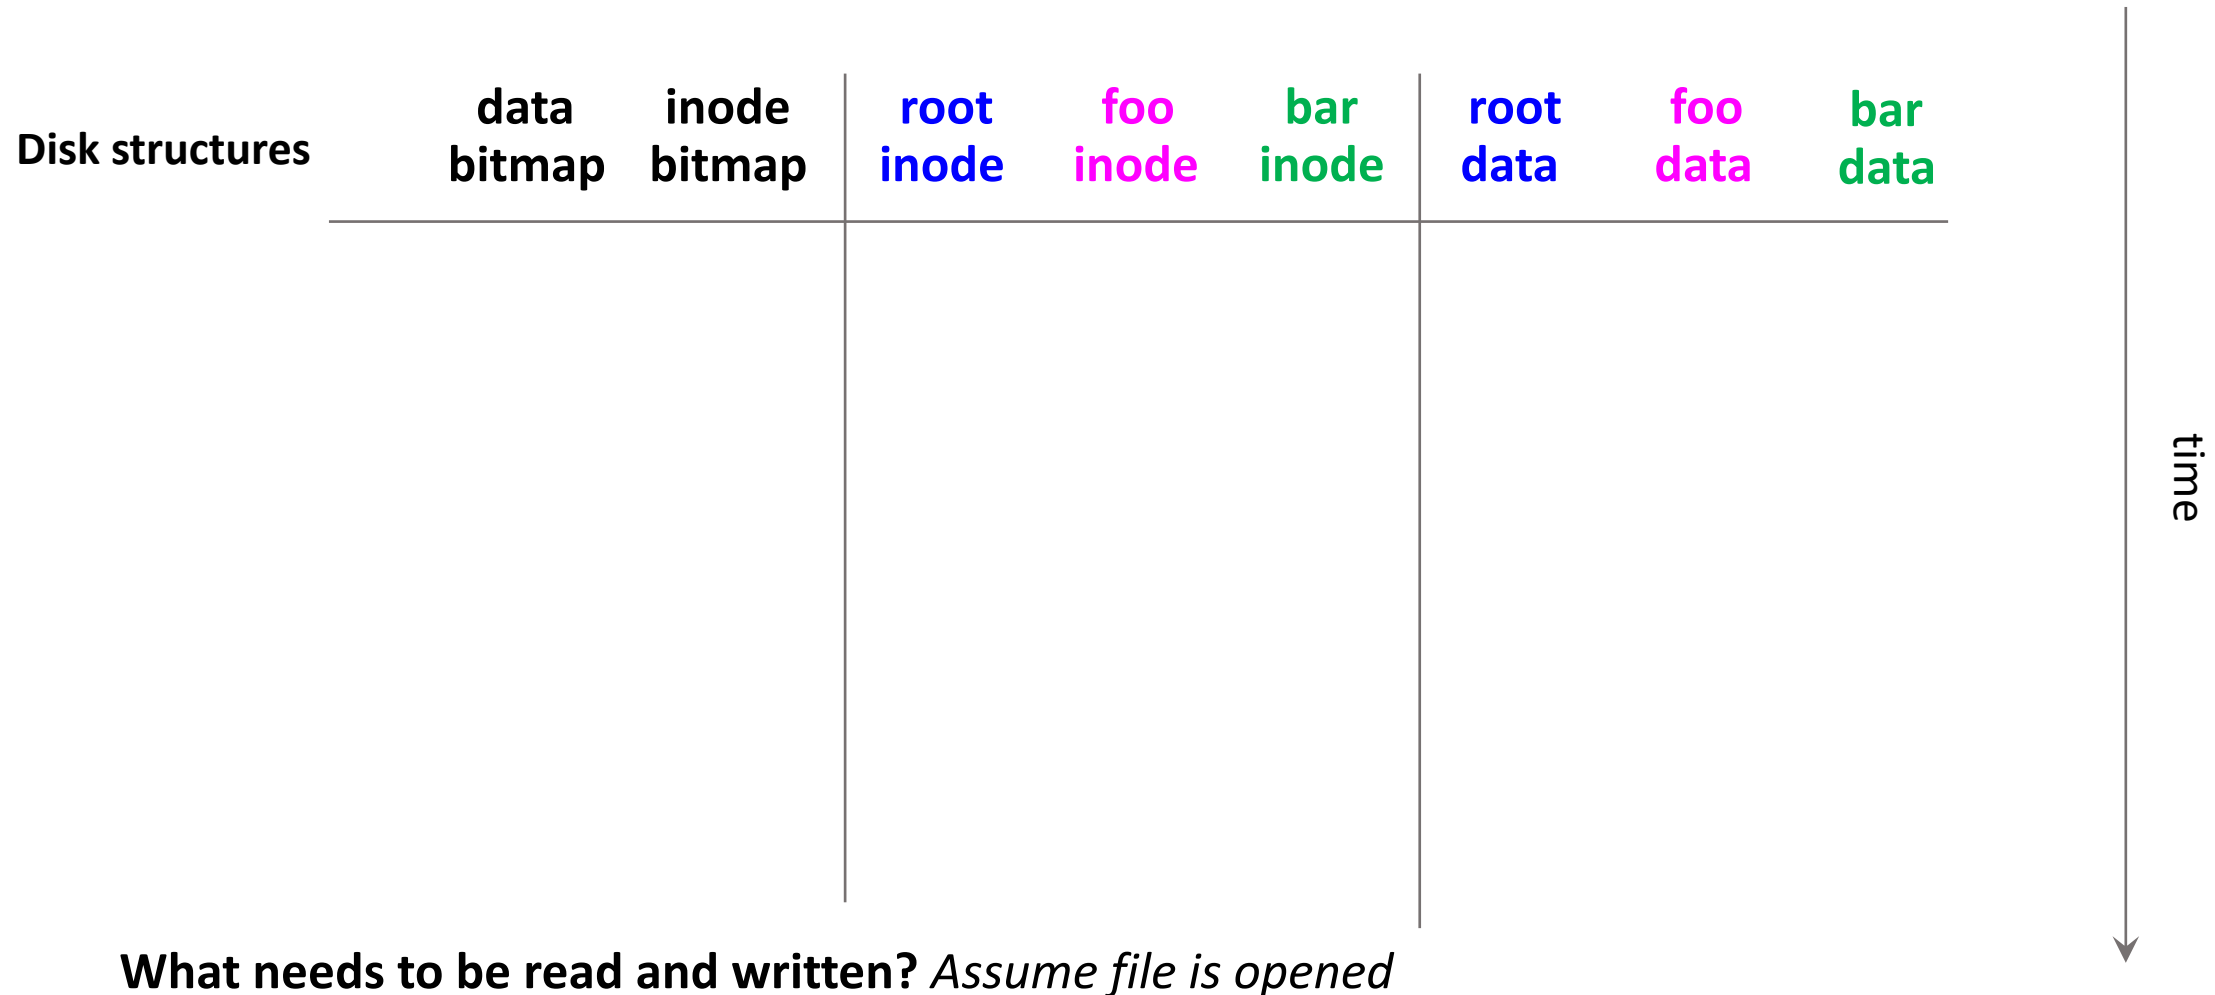 Disk structures
data bitmap
inode bitmap
root inode
foo inode
bar inode
root data
foo data
bar data
time
What needs to be read and written? Assume file is opened